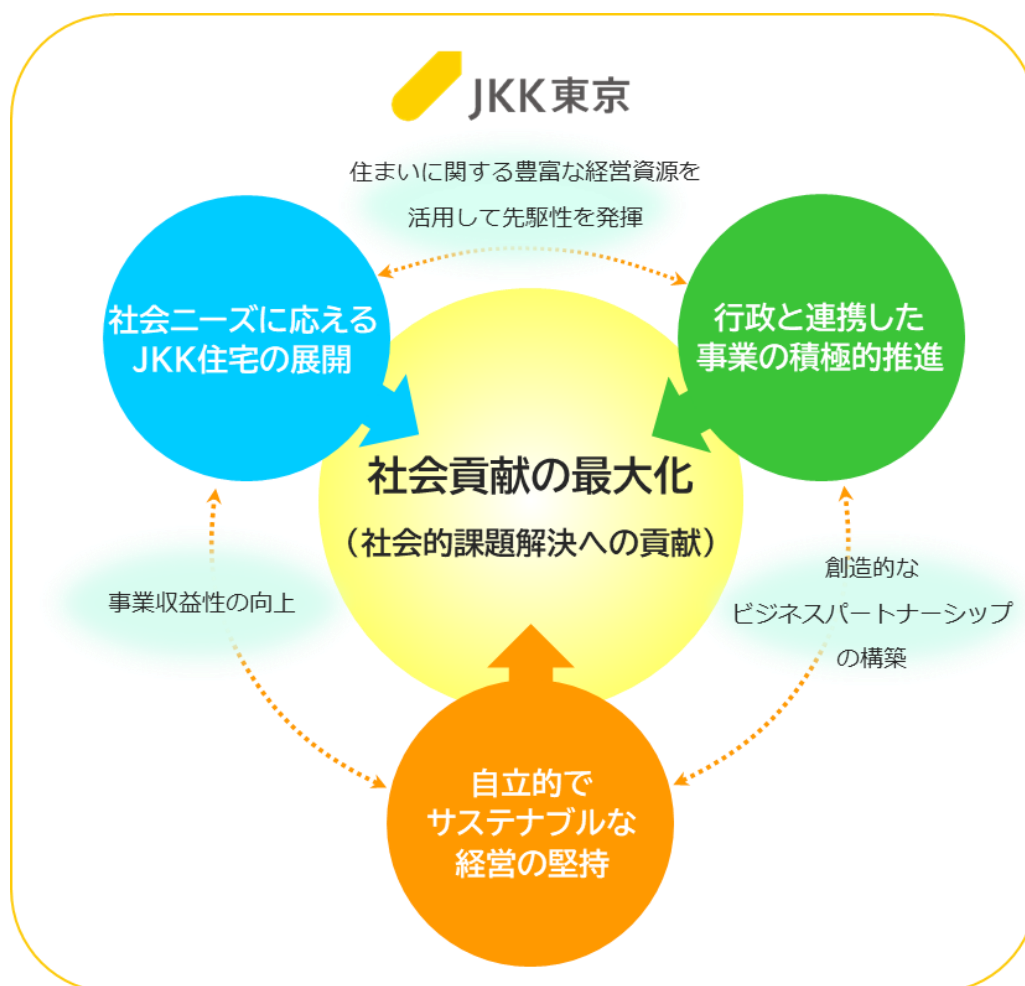 JKK東京
住まいに関する豊富な経営資源を
活用して先駆性を発揮
社会ニーズに応える
JKK住宅の展開
行政と連携した
事業の積極的推進
社会貢献の最大化
（社会的課題解決への貢献）
事業収益性の向上
創造的な
ビジネスパートナーシップ
の構築
自立的で
サステナブルな
経営の堅持